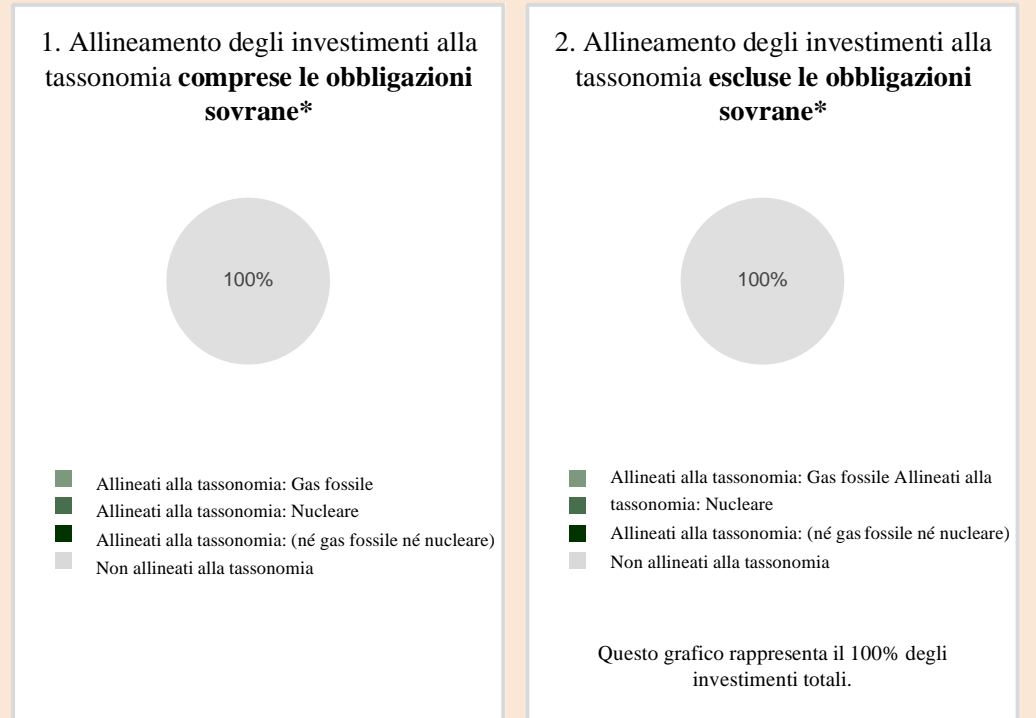 1. Allineamento degli investimenti alla
tassonomia comprese le obbligazioni
sovrane*
100%
Allineati alla tassonomia: Gas fossile
Allineati alla tassonomia: Nucleare
Allineati alla tassonomia: (né gas fossile né nucleare)
Non allineati alla tassonomia
2. Allineamento degli investimenti alla
tassonomia escluse le obbligazioni
sovrane*
100%
Allineati alla tassonomia: Gas fossile Allineati alla
tassonomia: Nucleare
Allineati alla tassonomia: (né gas fossile né nucleare)
Non allineati alla tassonomia
Questo grafico rappresenta il 100% degli
investimenti totali.